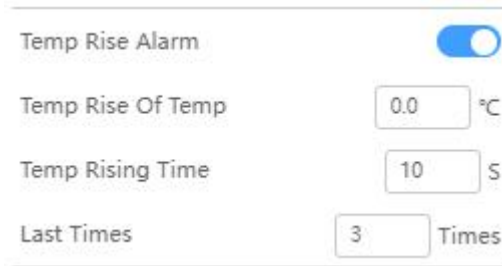 Temp Rise Alarm
Temp Rise Of Temp 0.0 °C
Temp Rising Time 10 S
Last Times 3 Times